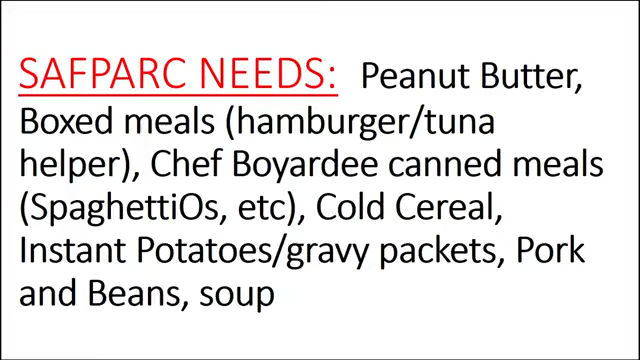 SAFPARC NEEDS: Peanut Butter,
Boxed meals (hamburger/tuna
helper), Chef Boyardee canned meals
(SpaghettiOs, etc), Cold Cereal,
Instant Potatoes/gravy packets, Pork
and Beans, soup